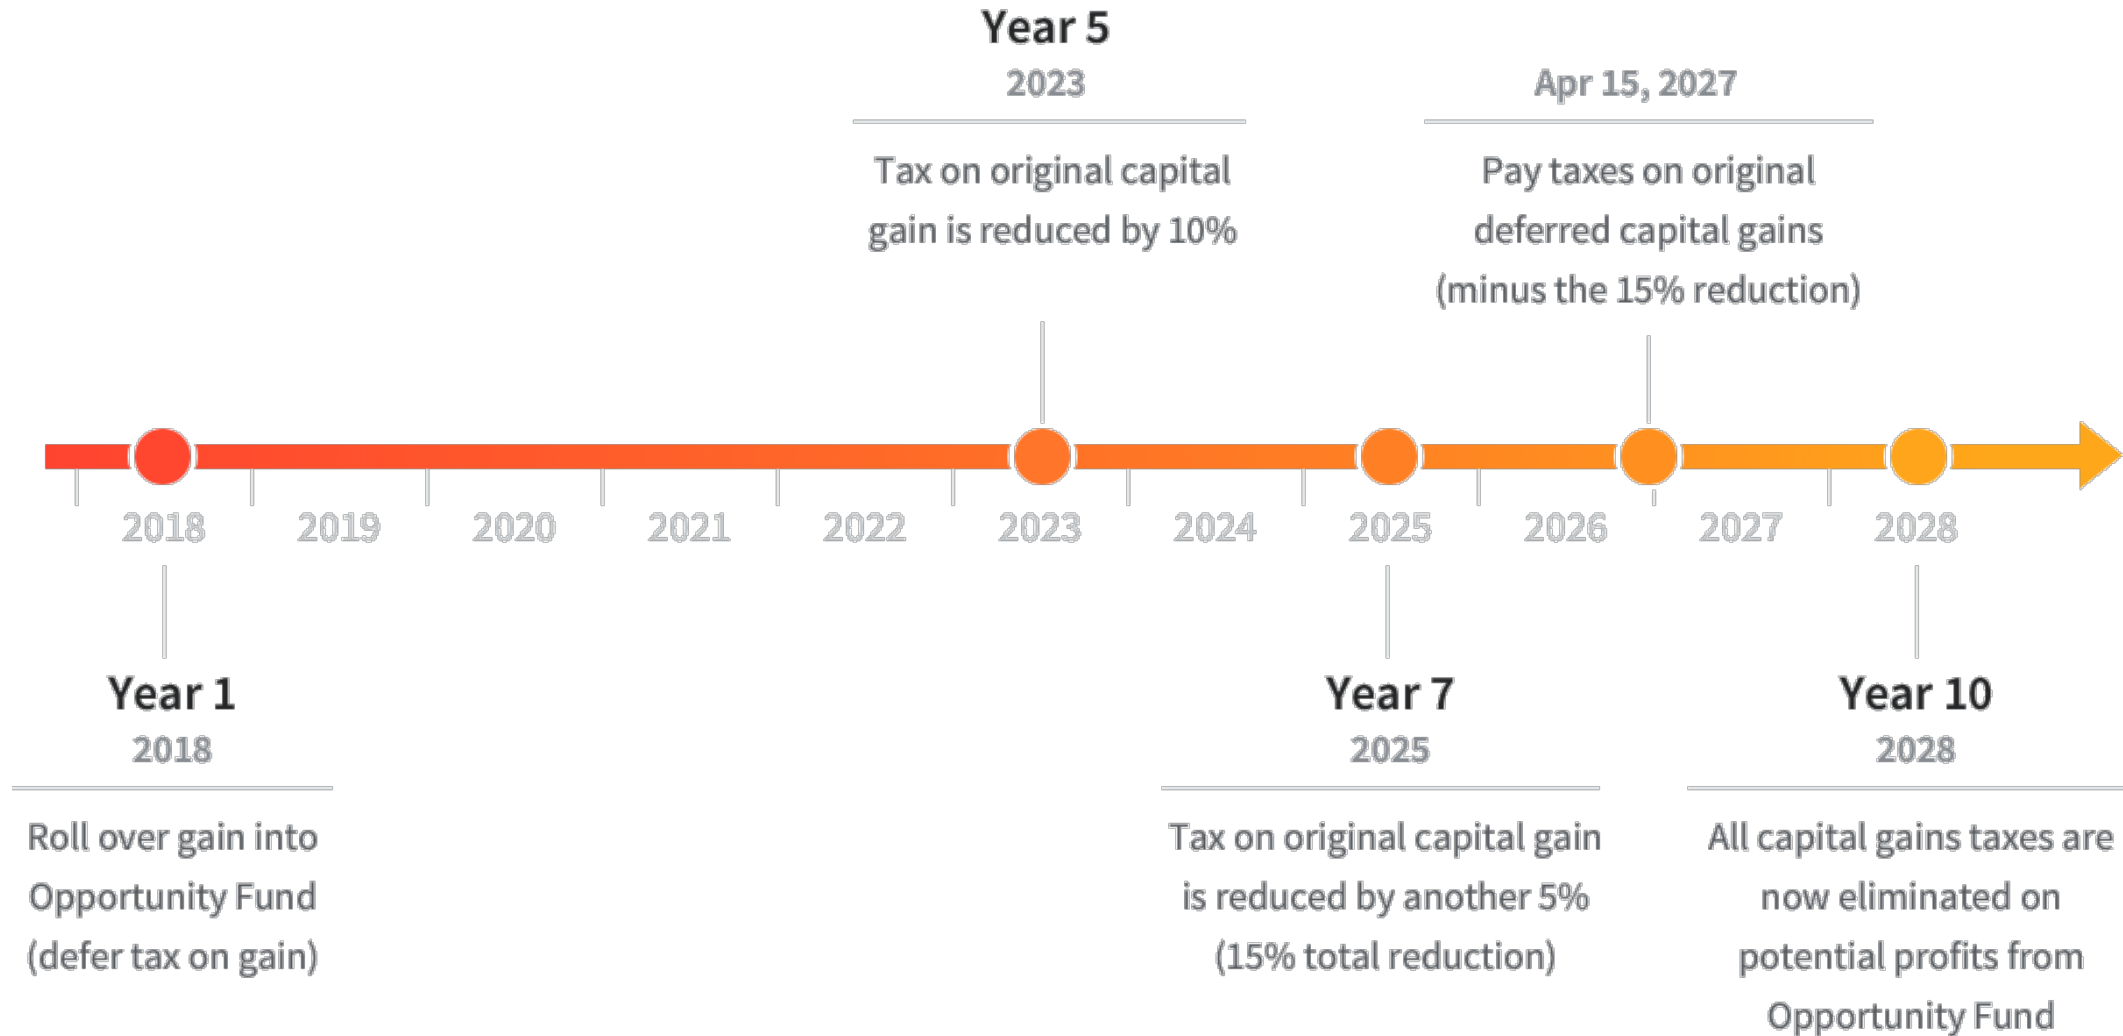 Year 5
2023
Tax on original capital
gain is reduced by 10%
Apr 15, 2027
Pay taxes on original
deferred capital gains
(minus the 15% reduction)
2018
2019
2020
2021
2022
2023
2024
2025
2026
2027
2028
Year 1
2018
Roll over gain into
Opportunity Fund
(defer tax on gain)
Year 7
2025
Tax on original capital gain
is reduced by another 5%
(15% total reduction)
Year 10
2028
All capital gains taxes are
now eliminated on
potential profits from
Opportunity Fund